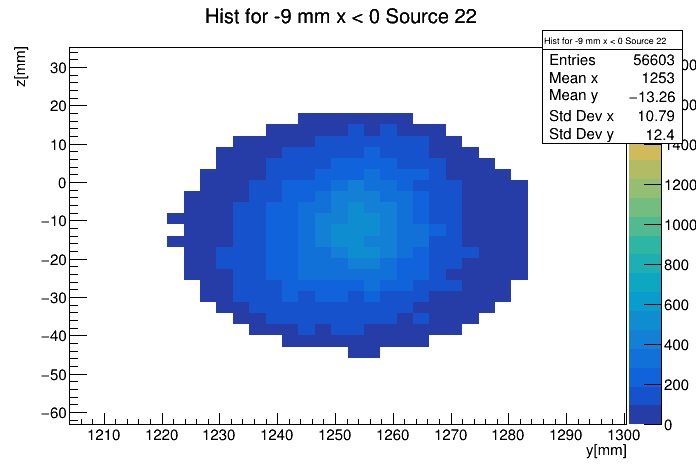 Hist for -9 mm x < 0 Source 22
Hist for -9 mm x < 0 Source 22
Entries 56603
Mean x 1253
Mean y −13.26
Std Dev x 10.79
Std Dev y 12.4
z[mm]
30
20
10
0
−10
−20
−30
−40
−50
−60
1210 1220 1230 1240 1250 1260 1270 1280 1290 1300
y[mm]
1400
1200
1000
800
600
400
200
0